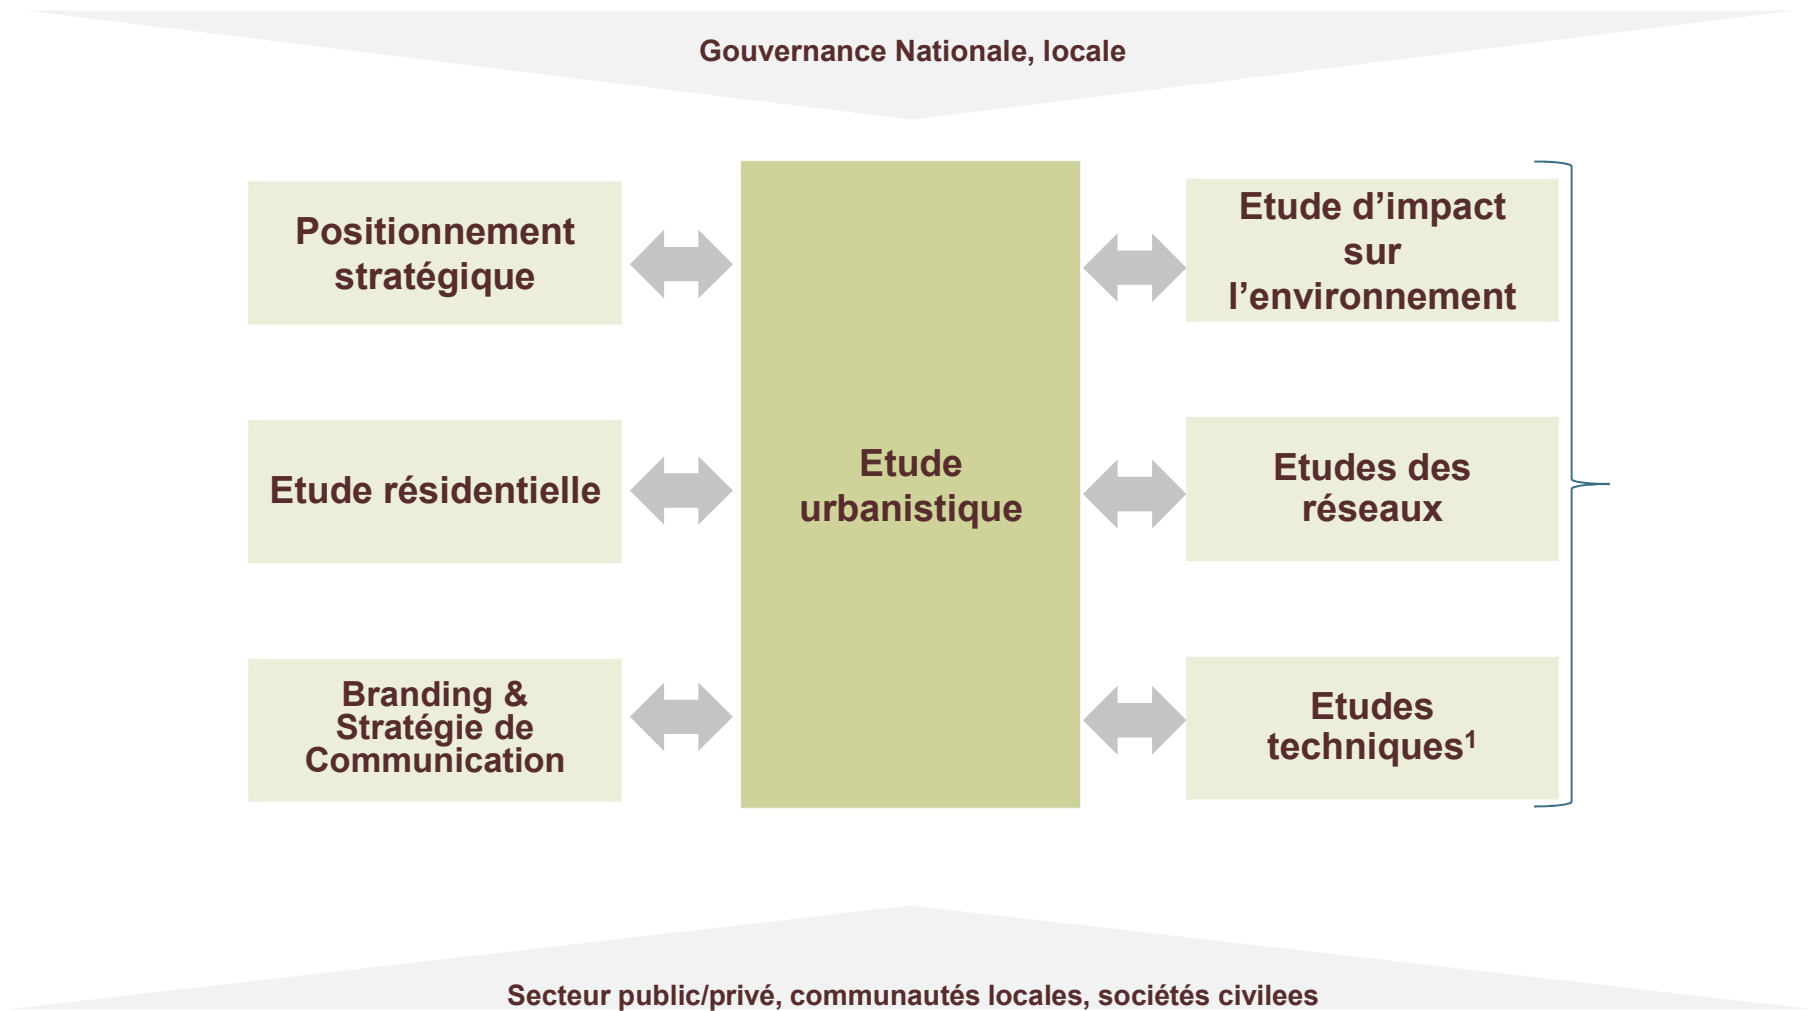 Gouvernance Nationale, locale
Positionnement
stratégique
Etude résidentielle
Branding &
Stratégie de
Communication
Etude
urbanistique
Etude d’impact
sur
l’environnement
Etudes des
réseaux
Etudes
techniques¹
Secteur public/privé, communautés locales, sociétés civilees